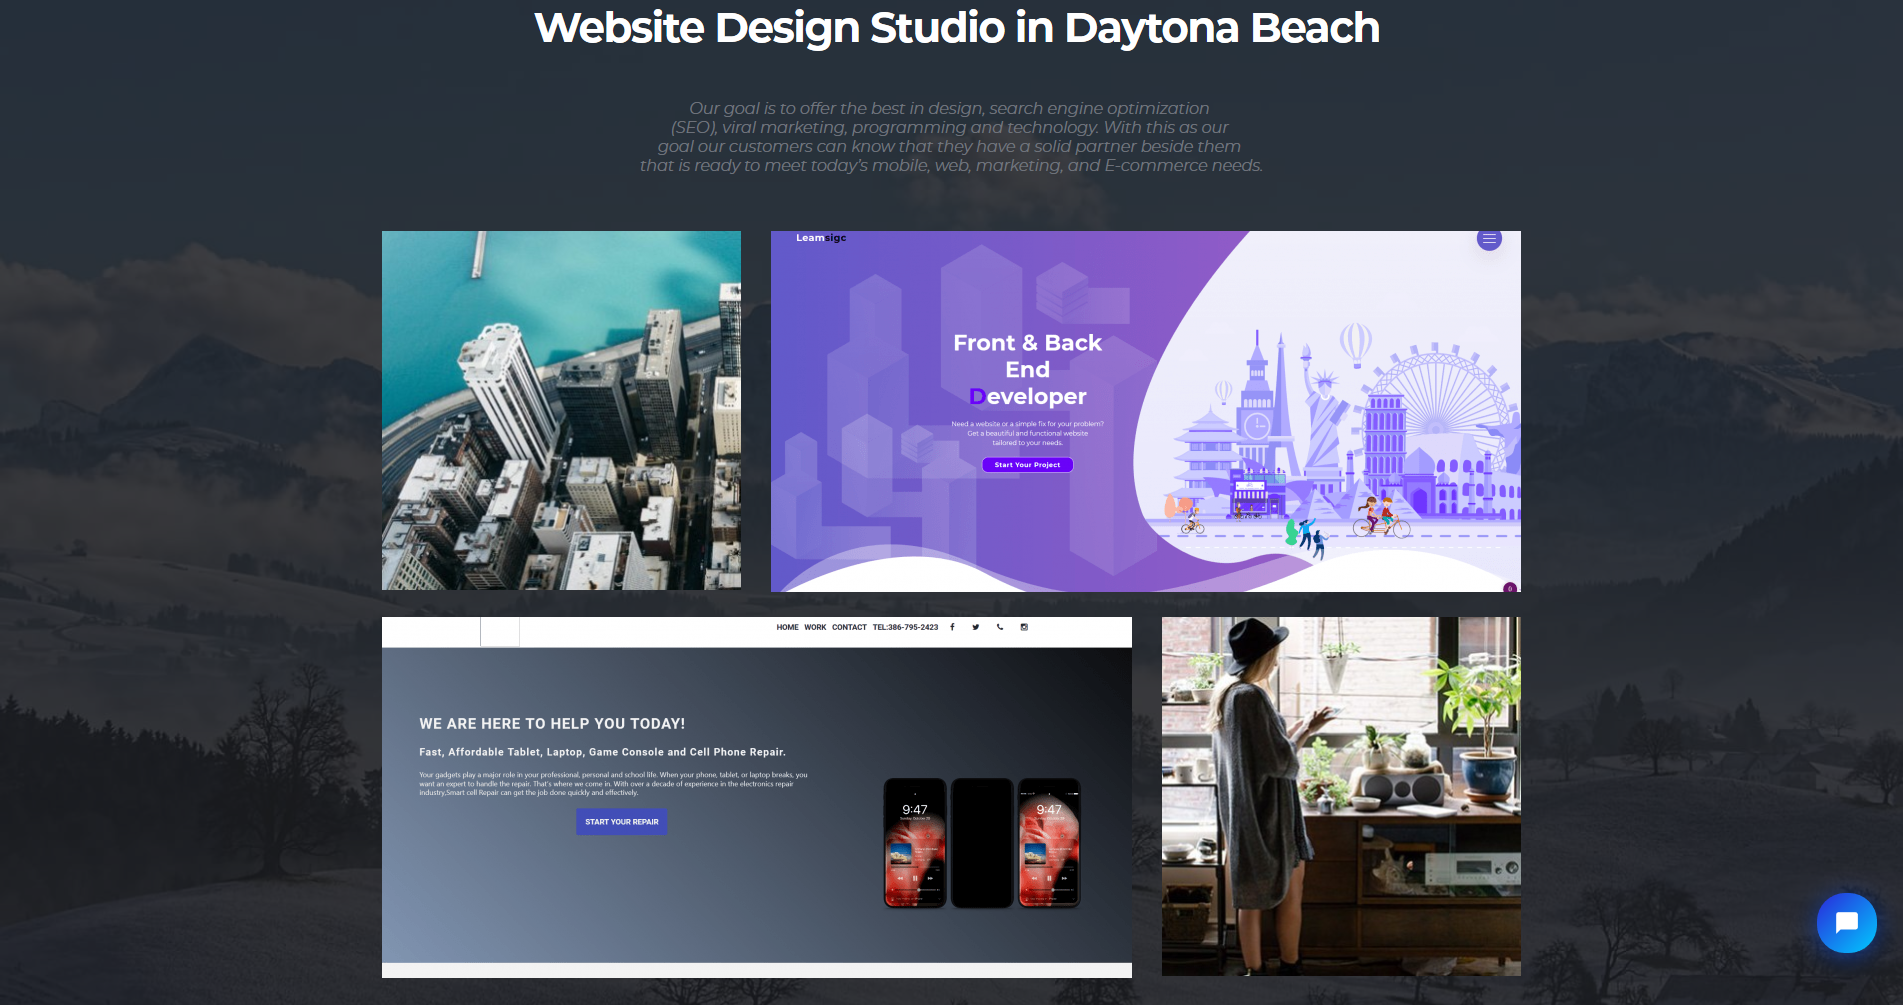 Website Design Studio in Daytona Beach
Our goal is to offer the best in design, search engine optimization
(SEO), viral marketing, programming and technology. With this as our
goal our customers can know that they have a solid partner beside them
that is ready to meet today's mobile, web, marketing, and E-commerce needs.
Leamsigc
Front & Back
End
Developer
Need a website or a simple fix for your problem?
Get a beautiful and functional website
tailored to your needs.
Start Your Project
0
HOME WORK CONTACT TEL:386-795-2423
WE ARE HERE TO HELP YOU TODAY!
Fast, Affordable Tablet, Laptop, Game Console and Cell Phone Repair.
Your gadgets play a major role in your professional, personal and school life. When your phone, tablet, or laptop breaks, you
want an expert to handle the repair. That's where we come in. With over a decade of experience in the electronics repair
industry,Smart cell Repair can get the job done quickly and effectively.
START YOUR REPAIR
9:47
9:47